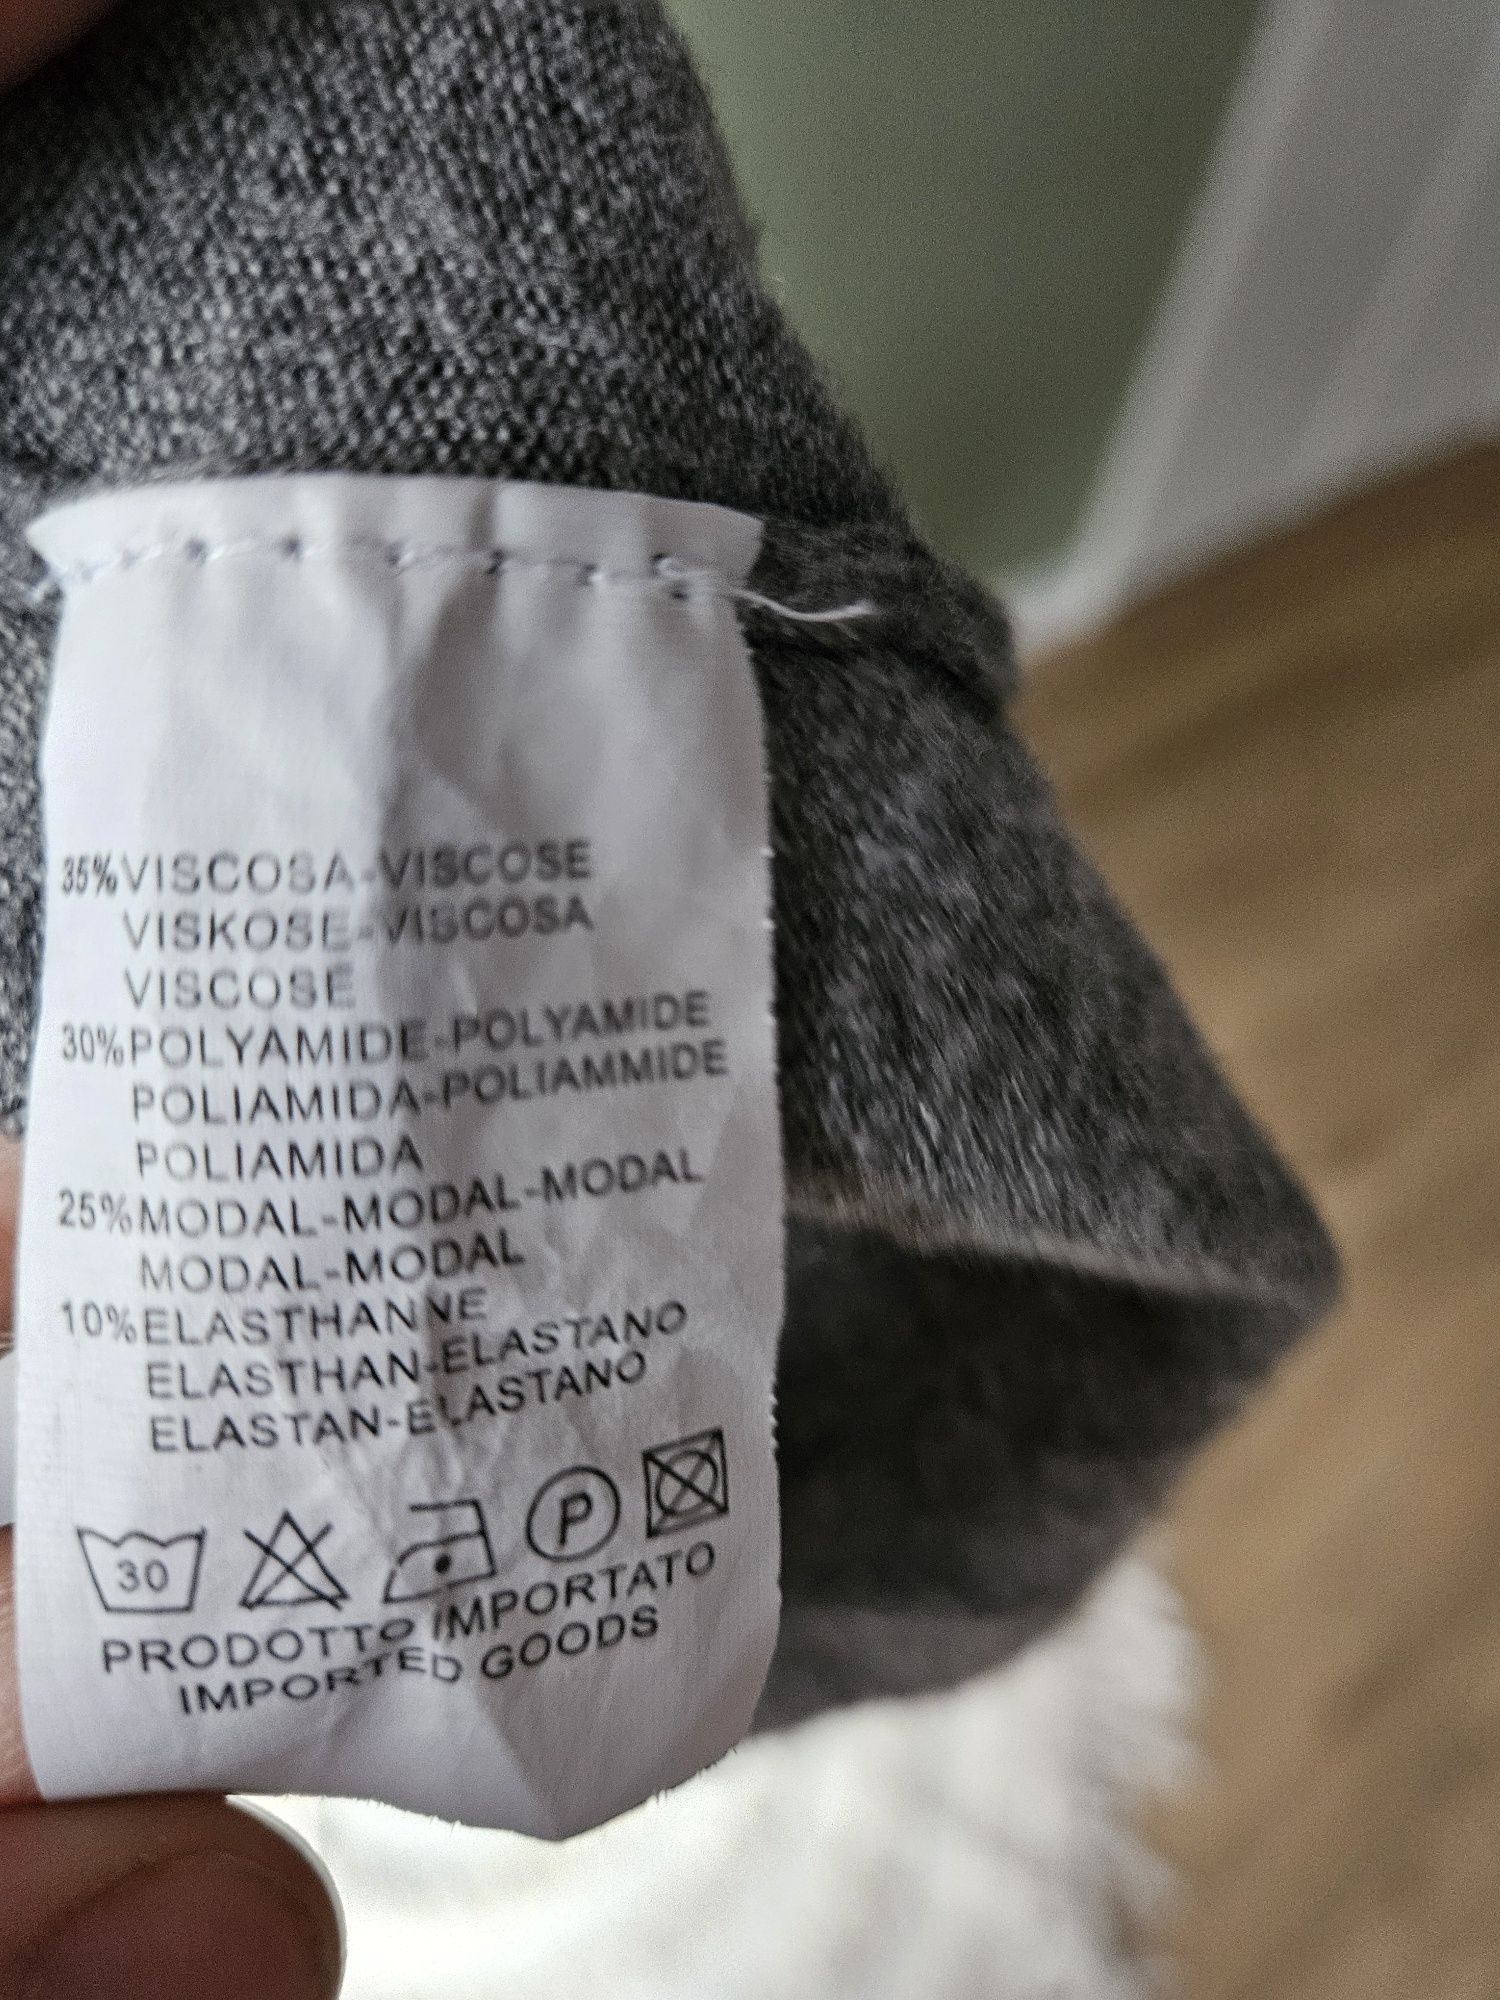 35%VISCOSA-VISCOSE
VISKOSE-VISCOSA
VISCOSE
30%POLYAMIDE-POLYAMIDE
POLIAMIDA-POLIAMMIDE
POLIAMIDA
25%MODAL-MODAL-MODAL
MODAL-MODAL
10%ELASTHANNE
ELASTHAN-ELASTANO
ELASTAN-ELASTANO
30 P
PRODOTTO IMPORTATO
IMPORTED GOODS